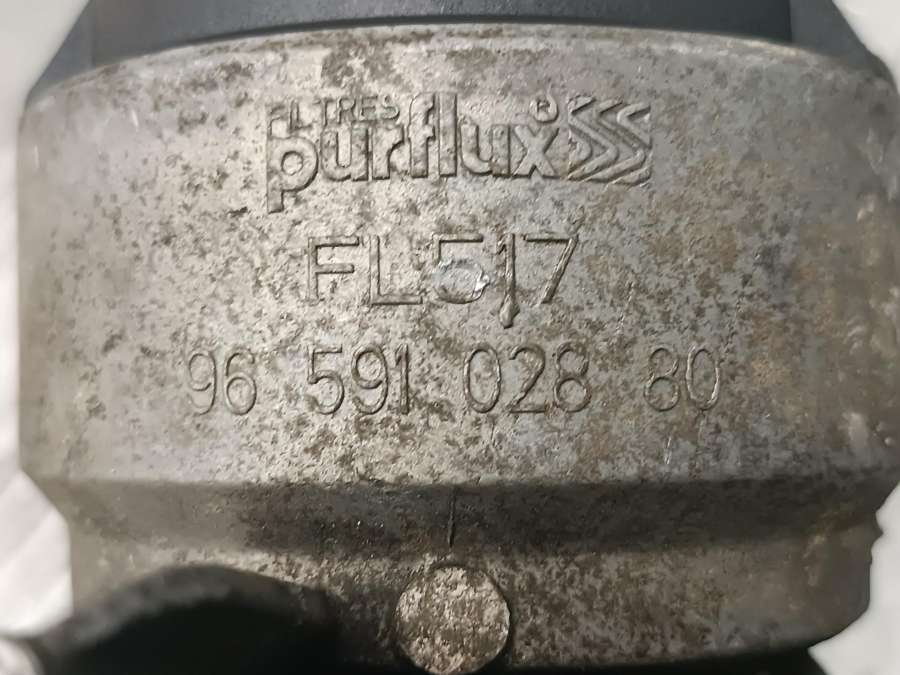 FILTRES
purflux®
FL517
96 591 028 80